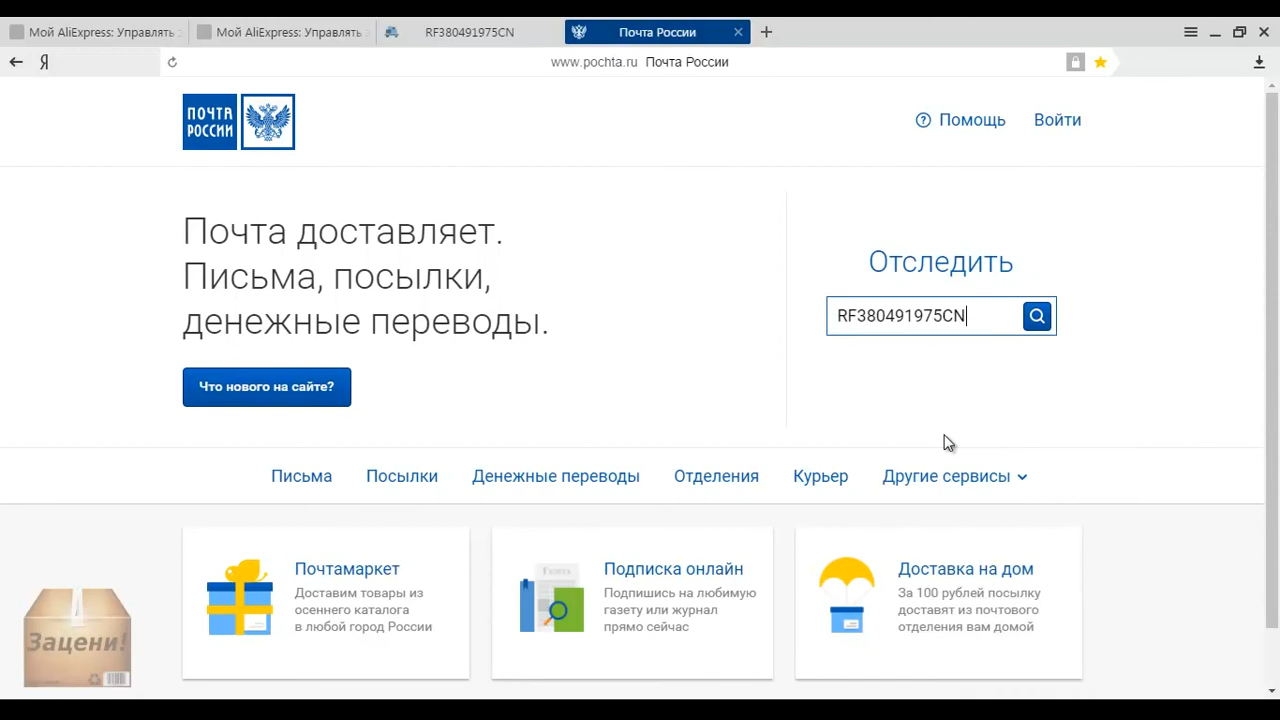 Мой AliExpress: Управлять
Мой AliExpress: Управлять
RF380491975CN
Почта России
Я
www.pochta.ru Почта России
ПОЧТА
РОССИИ
Помощь
Войти
Почта доставляет.
Письма, посылки,
денежные переводы.
Что нового на сайте?
Отследить
RF380491975CN
Письма
Посылки
Денежные переводы
Отделения
Курьер
Другие сервисы
Почтамаркет
Доставим товары из
осеннего каталога
в любой город России
Подписка онлайн
Подпишись на любимую
газету или журнал
прямо сейчас
Доставка на дом
За 100 рублей посылку
доставят из почтового
отделения вам домой
Зацени!